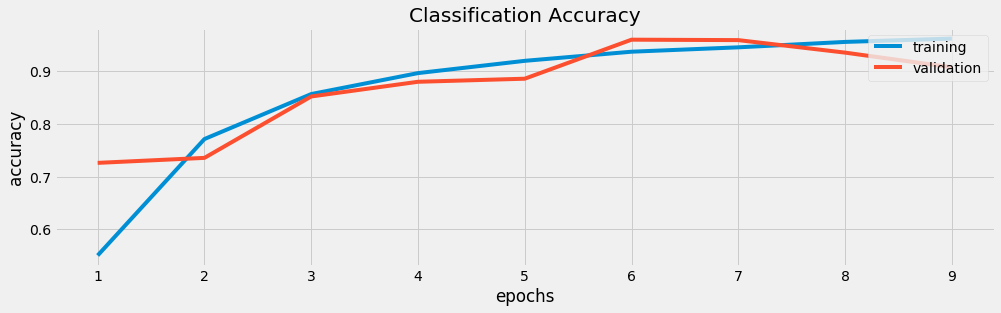 Classification Accuracy
training
validation
accuracy
0.9
0.8
0.7
0.6
1 2 3 4 5 6 7 8 9
epochs